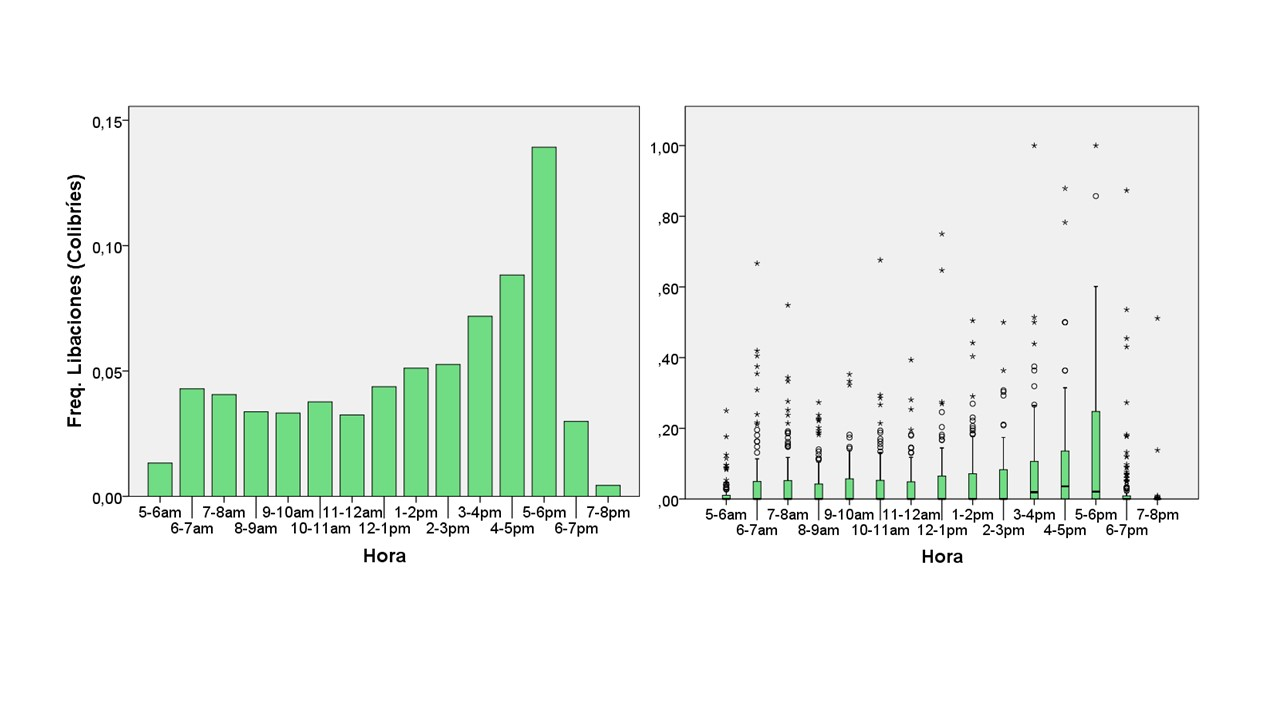 0,15
0,10
0,05
0,00
Freq. Libaciones (Colibríes)
5-6am 7-8am 9-10am 11-12am 1-2pm 3-4pm 5-6pm 7-8pm
6-7am 8-9am 10-11am 12-1pm 2-3pm 4-5pm 6-7pm
Hora
1,00
,80
,60
,40
,20
,00
5-6am 7-8am 9-10am 11-12am 1-2pm 3-4pm 5-6pm 7-8pm
6-7am 8-9am 10-11am 12-1pm 2-3pm 4-5pm 6-7pm
Hora